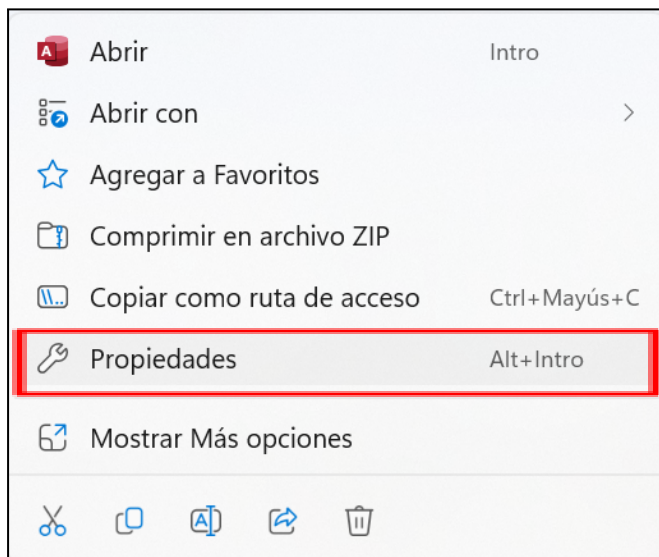 Abrir Intro
Abrir con
Agregar a Favoritos
Comprimir en archivo ZIP
Copiar como ruta de acceso Ctrl+Mayús+C
Propiedades Alt+Intro
Mostrar Más opciones